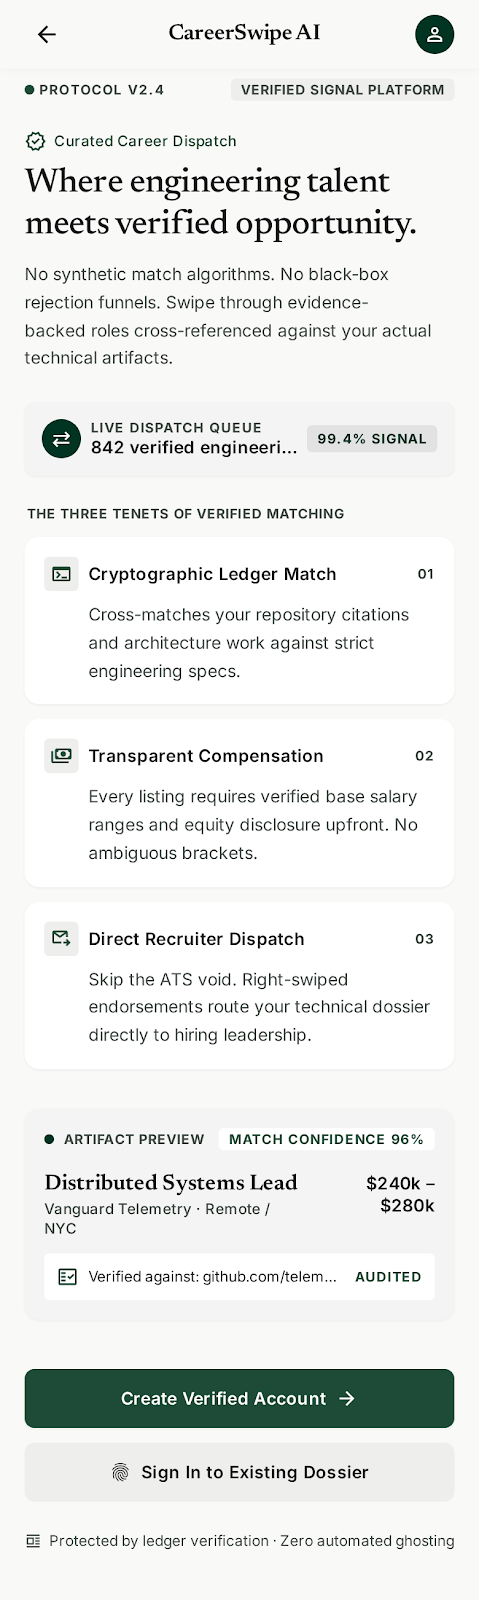 CareerSwipe AI
PROTOCOL V2.4
VERIFIED SIGNAL PLATFORM
Curated Career Dispatch
Where engineering talent
meets verified opportunity.
No synthetic match algorithms. No black-box
rejection funnels. Swipe through evidence-
backed roles cross-referenced against your actual
technical artifacts.
LIVE DISPATCH QUEUE
842 verified engineeri...
99.4% SIGNAL
THE THREE TENETS OF VERIFIED MATCHING
Cryptographic Ledger Match
01
Cross-matches your repository citations
and architecture work against strict
engineering specs.
Transparent Compensation
02
Every listing requires verified base salary
ranges and equity disclosure upfront. No
ambiguous brackets.
Direct Recruiter Dispatch
03
Skip the ATS void. Right-swiped
endorsements route your technical dossier
directly to hiring leadership.
ARTIFACT PREVIEW
MATCH CONFIDENCE 96%
Distributed Systems Lead
$240k –
$280k
Vanguard Telemetry · Remote /
NYC
Verified against: github.com/telem...
AUDITED
Create Verified Account
Sign In to Existing Dossier
Protected by ledger verification · Zero automated ghosting